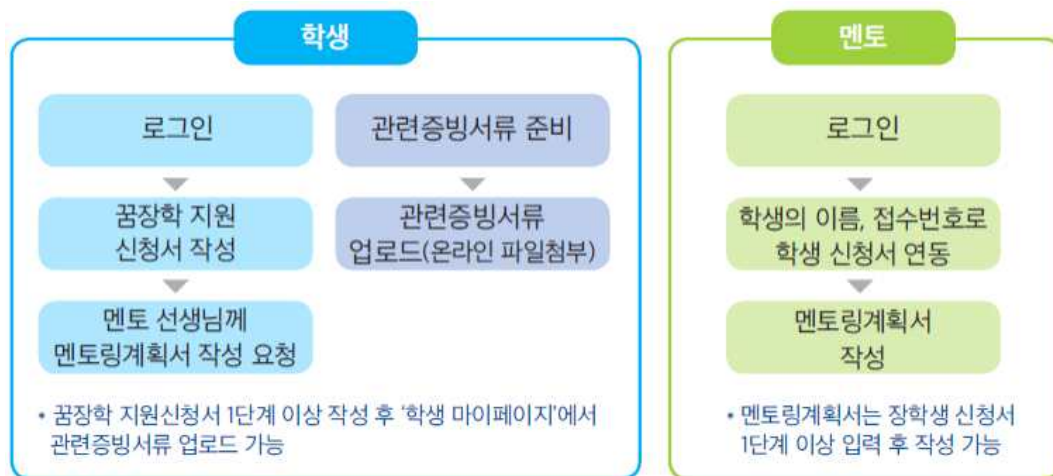 학생
로그인
꿈장학 지원
신청서 작성
멘토 선생님께
멘토링계획서 작성 요청
관련증빙서류 준비
관련증빙서류
업로드(온라인 파일첨부)
• 꿈장학 지원신청서 1단계 이상 작성 후 '학생 마이페이지'에서
관련증빙서류 업로드 가능
멘토
로그인
학생의 이름, 접수번호로
학생 신청서 연동
멘토링계획서
작성
• 멘토링계획서는 장학생 신청서
1단계 이상 입력 후 작성 가능